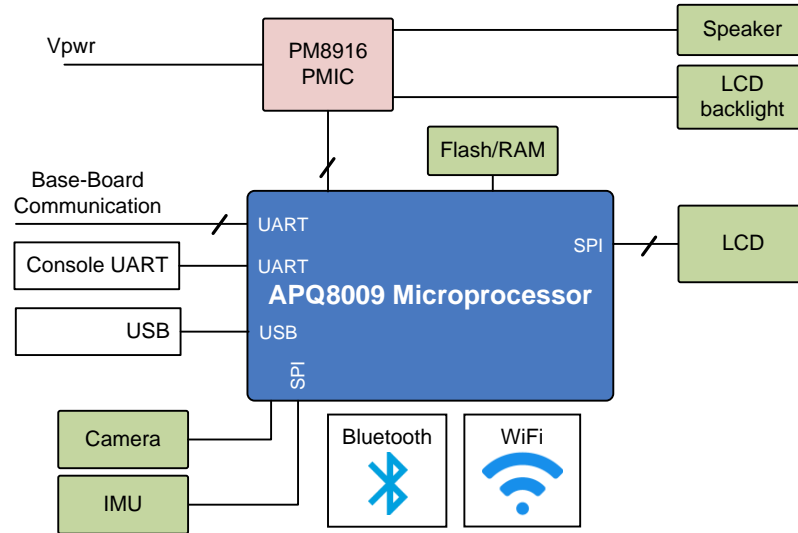 Speaker
Vpwr
PM8916
PMIC
LCD
backlight
Flash/RAM
Base-Board
Communication
UART
SPI
LCD
Console UART
UART
APQ8009 Microprocessor
USB
USB
SPI
Camera
Bluetooth
WiFi
IMU